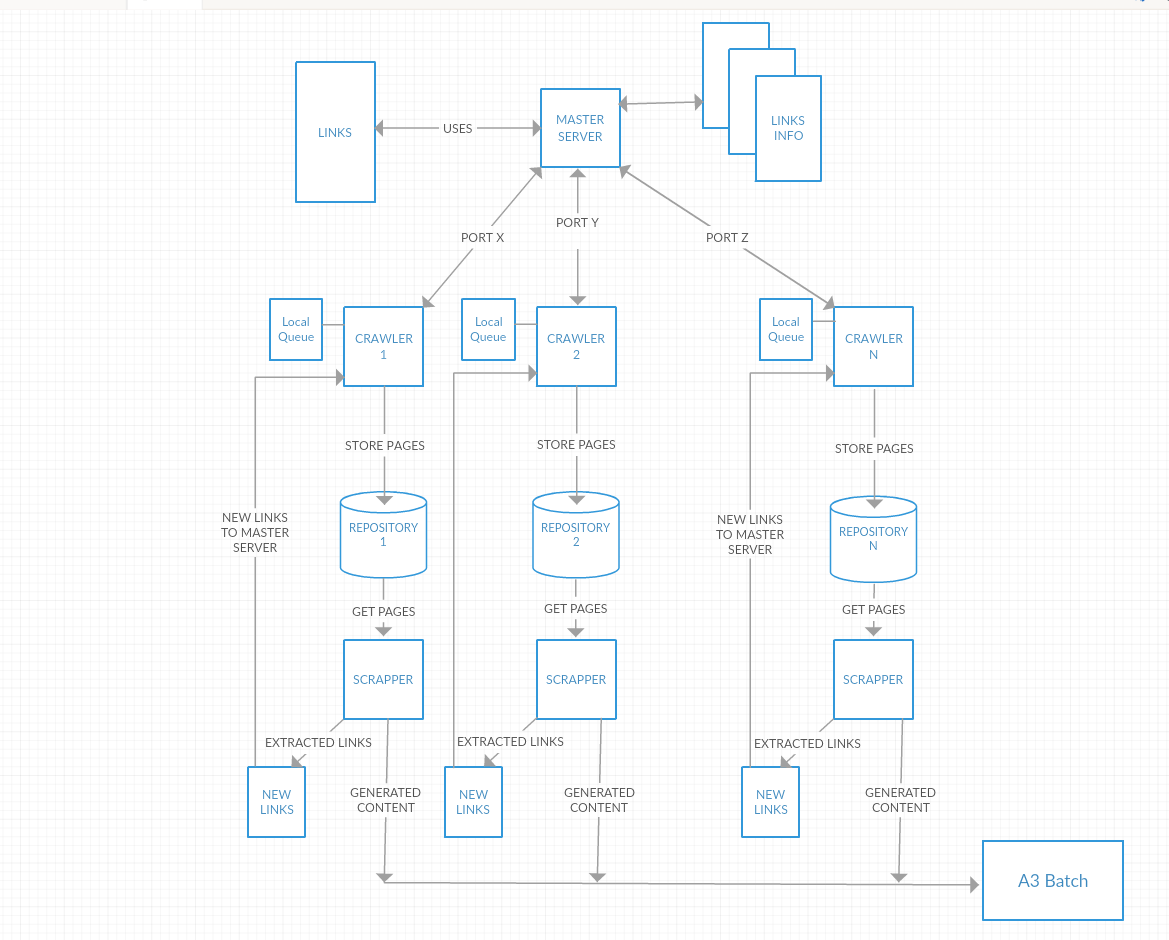 LINKS
USES
MASTER
SERVER
LINKS
INFO
PORT X
PORT Y
PORT Z
Local
Queue
CRAWLER
1
Local
Queue
CRAWLER
2
Local
Queue
CRAWLER
N
STORE PAGES
STORE PAGES
STORE PAGES
NEW LINKS
TO MASTER
SERVER
REPOSITORY
1
REPOSITORY
2
NEW LINKS
TO MASTER
SERVER
REPOSITORY
N
GET PAGES
GET PAGES
GET PAGES
SCRAPPER
SCRAPPER
SCRAPPER
EXTRACTED LINKS
EXTRACTED LINKS
EXTRACTED LINKS
NEW
LINKS
GENERATED
CONTENT
NEW
LINKS
GENERATED
CONTENT
NEW
LINKS
GENERATED
CONTENT
A3 Batch